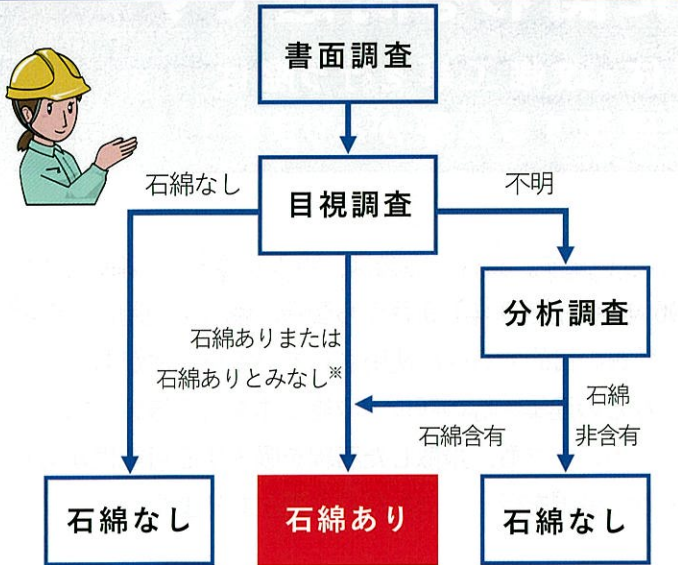 書面調査
石綿なし
目視調査
不明
分析調査
石綿ありまたは
石綿ありとみなし※
石綿含有
石綿
非含有
石綿なし
石綿あり
石綿なし